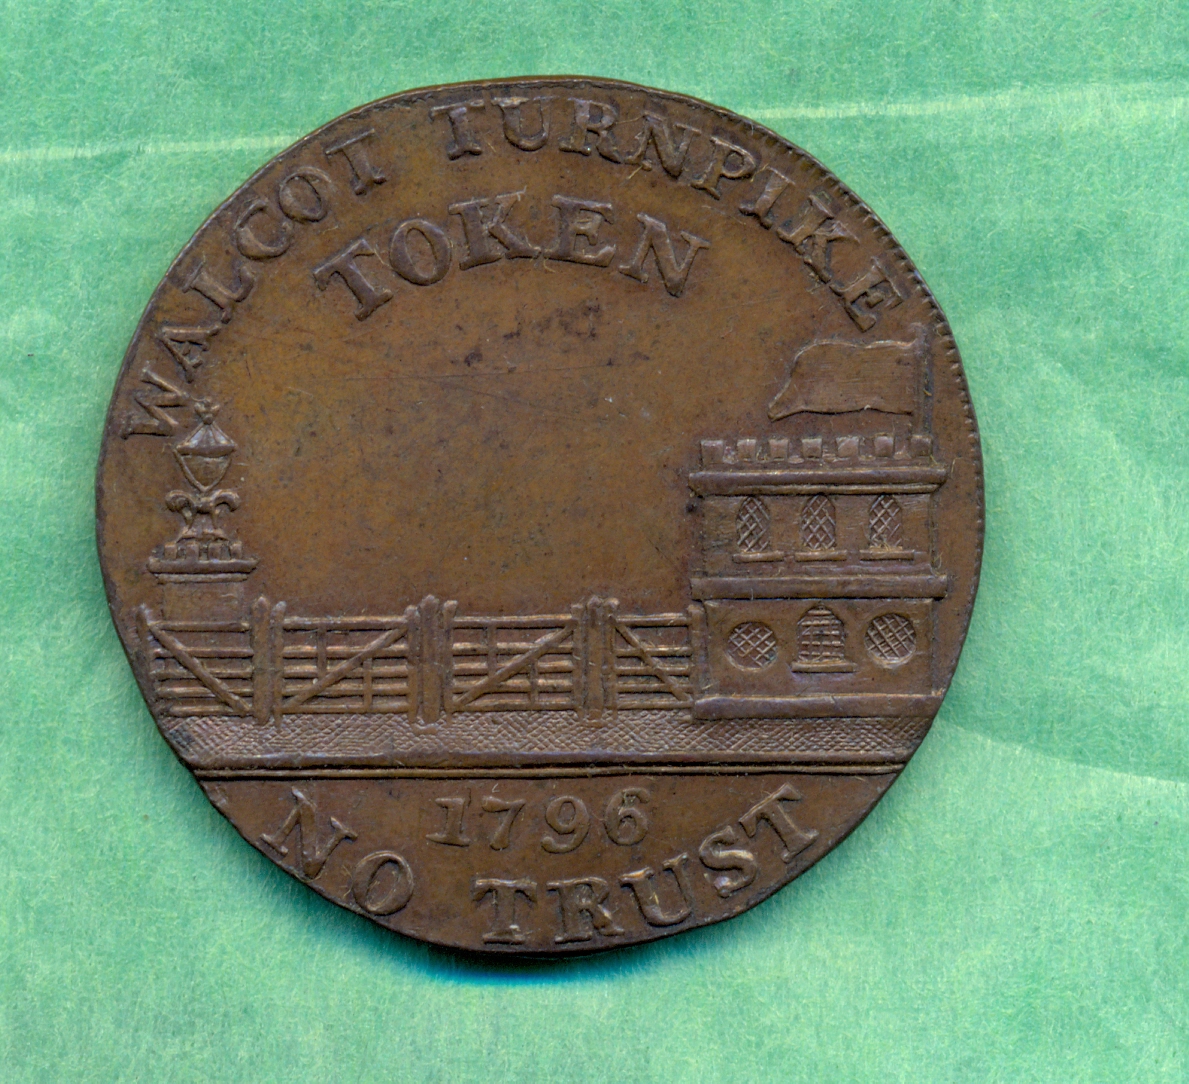 WALCOT TURNPIKE
TOKEN
1796
NO TRUST